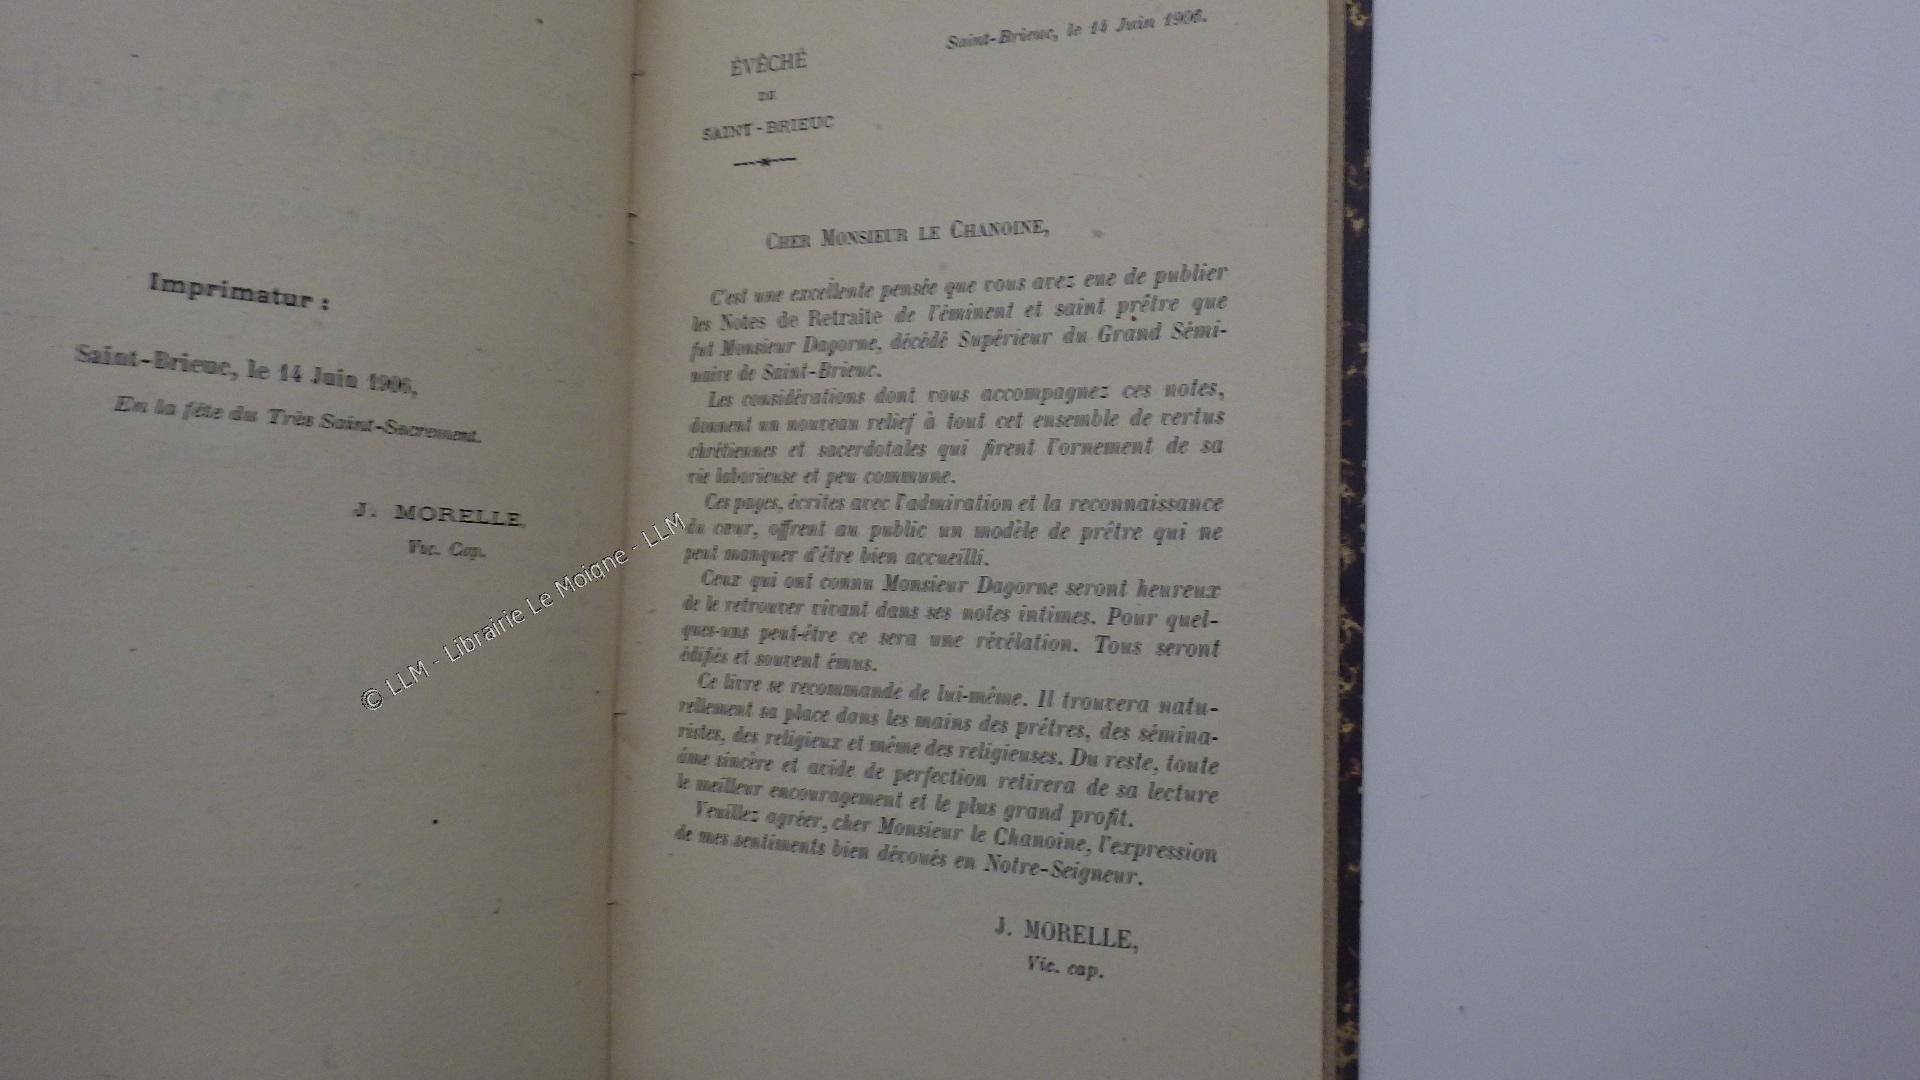 Imprimatur :
Saint-Brieuc, le 14 Juin 1906,
En la fête du Très Saint-Sacrement.
J. MORELLE,
Vic. Cap.
Saint-Brieuc, le 14 Juin 1906.
ÉVÊCHÉ
DE
SAINT-BRIEUC
CHER MONSIEUR LE CHANOINE,
C'est une excellente pensée que vous avez eue de publier
les Notes de Retraite de l'éminent et saint prêtre que
fut Monsieur Dagorne, décédé Supérieur du Grand Sémi-
naire de Saint-Brieuc.
Les considérations dont vous accompagnez ces notes,
donnent un nouveau relief à tout cet ensemble de vertus
chrétiennes et sacerdotales qui firent l'ornement de sa
vie laborieuse et peu commune.
Ces pages, écrites avec l'admiration et la reconnaissance
du cœur, offrent au public un modèle de prêtre qui ne
peut manquer d'être bien accueilli.
Ceux qui ont connu Monsieur Dagorne seront heureux
de le retrouver vivant dans ses notes intimes. Pour quel-
ques-uns peut-être ce sera une révélation. Tous seront
édifiés et souvent émus.
Ce livre se recommande de lui-même. Il trouvera natu-
rellement sa place dans les mains des prêtres, des sémina-
ristes, des religieux et même des religieuses. Du reste, toute
âme sincère et avide de perfection retirera de sa lecture
le meilleur encouragement et le plus grand profit.
Veuillez agréer, cher Monsieur le Chanoine, l'expression
de mes sentiments bien dévoués en Notre-Seigneur.
J. MORELLE,
Vic. cap.
© LLM - Librairie Le Moigne - LLM